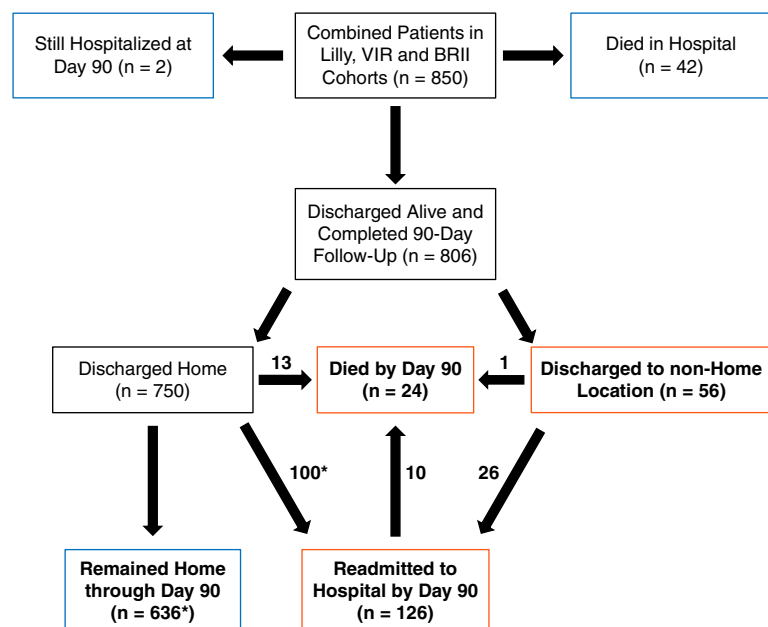 Still Hospitalized at
Day 90 (n = 2)
Combined Patients in
Lilly, VIR and BRII
Cohorts (n = 850)
Died in Hospital
(n = 42)
Discharged Alive and
Completed 90-Day
Follow-Up (n = 806)
Discharged Home
(n = 750)
13
Died by Day 90
(n = 24)
1
Discharged to non-Home
Location (n = 56)
100*
10
26
Remained Home
through Day 90
(n = 636*)
Readmitted to
Hospital by Day 90
(n = 126)